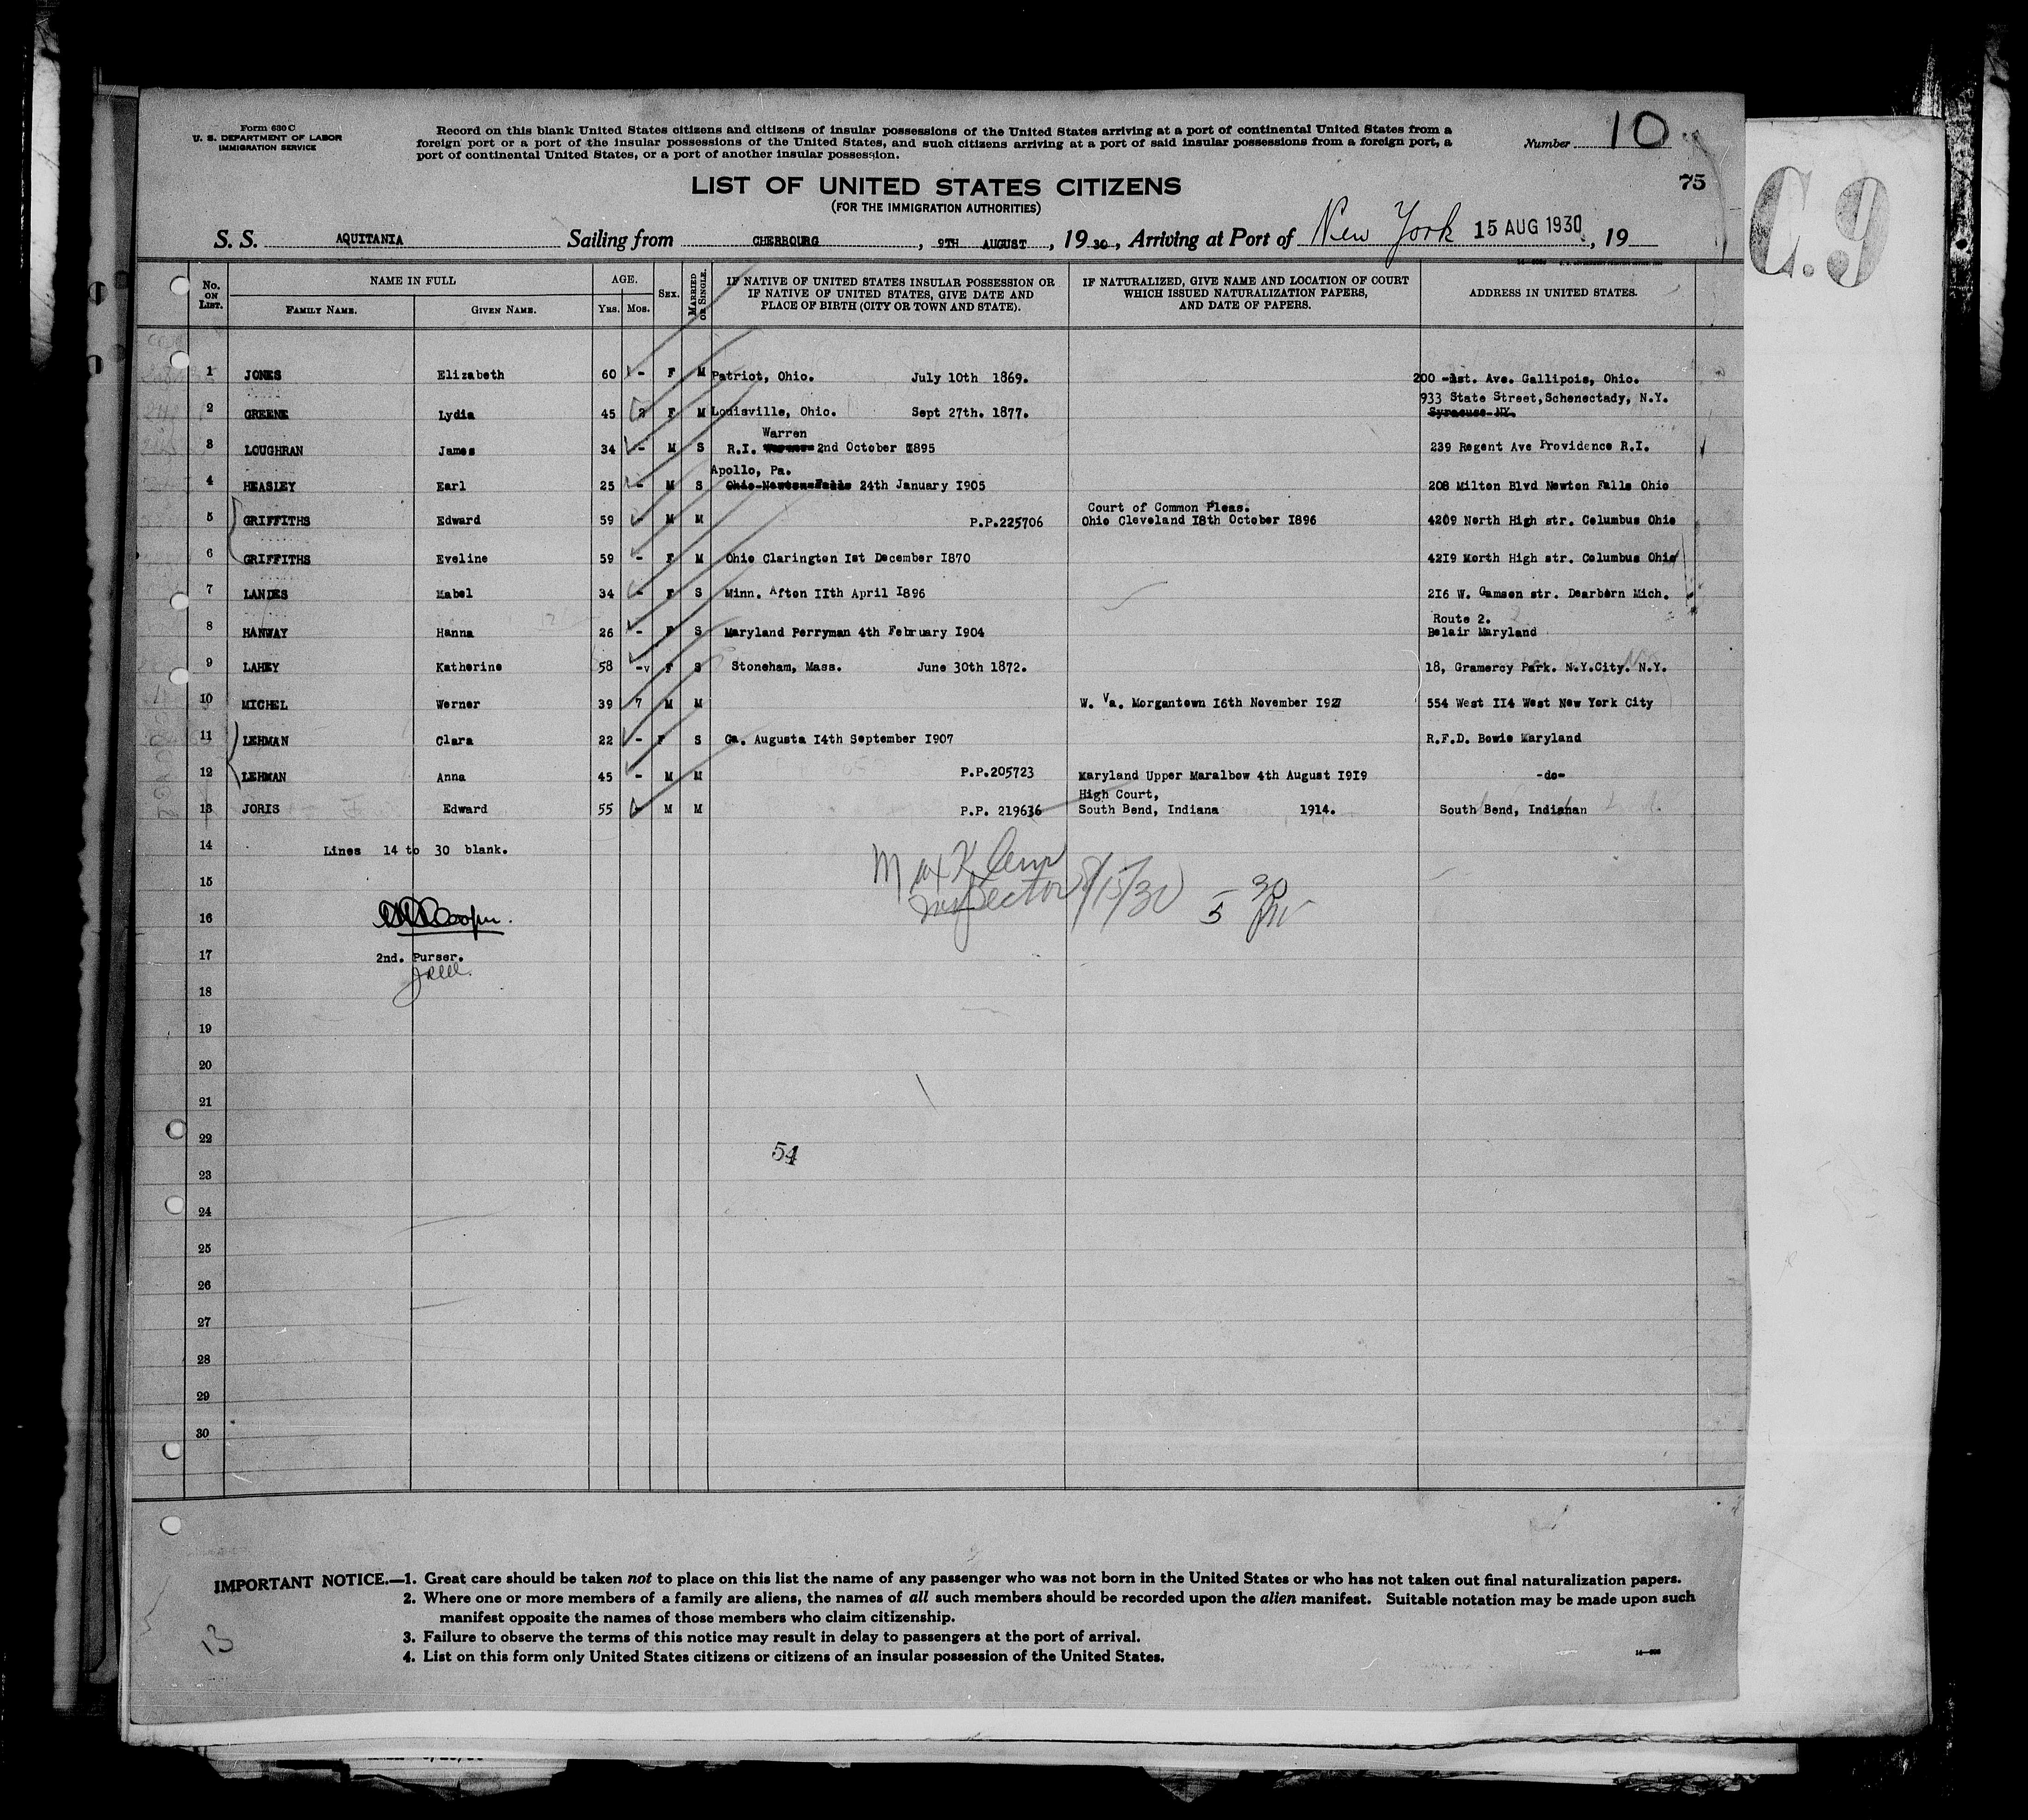 Form 630 C
U. S. DEPARTMENT OF LABOR
IMMIGRATION SERVICE
Record on this blank United States citizens and citizens of insular possessions of the United States arriving at a port of continental United States from a
foreign port or a port of the insular possessions of the United States, and such citizens arriving at a port of said insular possessions from a foreign port, a
port of continental United States, or a port of another insular possession.
Number 10
75
C.9
LIST OF UNITED STATES CITIZENS
(FOR THE IMMIGRATION AUTHORITIES)
S. S. AQUITANIA Sailing from CHERBOURG, 9TH AUGUST, 19 30, Arriving at Port of New York 15 AUG 1930, 19
No. ON LIST. NAME IN FULL FAMILY NAME. GIVEN NAME. AGE. YRS. MOS. SEX. MARRIED OR SINGLE. IF NATIVE OF UNITED STATES INSULAR POSSESSION OR IF NATIVE OF UNITED STATES, GIVE DATE AND PLACE OF BIRTH (CITY OR TOWN AND STATE). IF NATURALIZED, GIVE NAME AND LOCATION OF COURT WHICH ISSUED NATURALIZATION PAPERS, AND DATE OF PAPERS. ADDRESS IN UNITED STATES.
1 JONES Elizabeth 60 - F M Patriot, Ohio. July 10th 1869. 200 -1st. Ave. Gallipois, Ohio.
933 State Street, Schenectady, N.Y.
2 GREENE Lydia 45 F M Louisville, Ohio. Sept 27th. 1877. Syracuse NY.
Warren
3 LOUGHRAN James 34 - M S R.I. 2nd October 1895 239 Regent Ave Providence R.I.
Apollo, Pa.
4 HEASLEY Earl 25 - M S Ohio Newton Falls 24th January I905 208 Milton Blvd Newton Falls Ohio
Court of Common Pleas.
5 GRIFFITHS Edward 59 - M M P.P.225706 Ohio Cleveland I8th October I896 4209 North High str. Columbus Ohio
6 GRIFFITHS Eveline 59 - F M Ohio Clarington Ist December I870 42I9 North High str. Columbus Ohio
7 LANDES Mabel 34 - F S Minn. Afton IIth April I896 2I6 W. Gamson str. Dearborn Mich.
Route 2.
8 HANWAY Hanna 26 - F S Maryland Perryman 4th February I904 Belair Maryland
9 LAHEY Katherine 58 - F S Stoneham, Mass. June 30th 1872. 18, Gramercy Park. N.Y.City. N.Y.
10 MICHEL Werner 39 7 M M W. Va. Morgantown I6th November I927 554 West II4 West New York City
11 LEHMAN Clara 22 - F S Ga. Augusta I4th September I907 R.F.D. Bowie Maryland
12 LEHMAN Anna 45 - M M P.P.205723 Maryland Upper Maralbow 4th August I9I9 -do-
High Court,
13 JORIS Edward 55 - M M P.P. 219636 South Bend, Indiana 1914. South Bend, Indianan
14 Lines 14 to 30 blank.
15 Max Klemp
Inspector 8/15/30 5 30 PM
16
17 2nd. Purser.
18
19
20
21
22
54
23
24
25
26
27
28
29
30
IMPORTANT NOTICE.—1. Great care should be taken not to place on this list the name of any passenger who was not born in the United States or who has not taken out final naturalization papers.
2. Where one or more members of a family are aliens, the names of all such members should be recorded upon the alien manifest. Suitable notation may be made upon such
manifest opposite the names of those members who claim citizenship.
3. Failure to observe the terms of this notice may result in delay to passengers at the port of arrival.
4. List on this form only United States citizens or citizens of an insular possession of the United States.
13